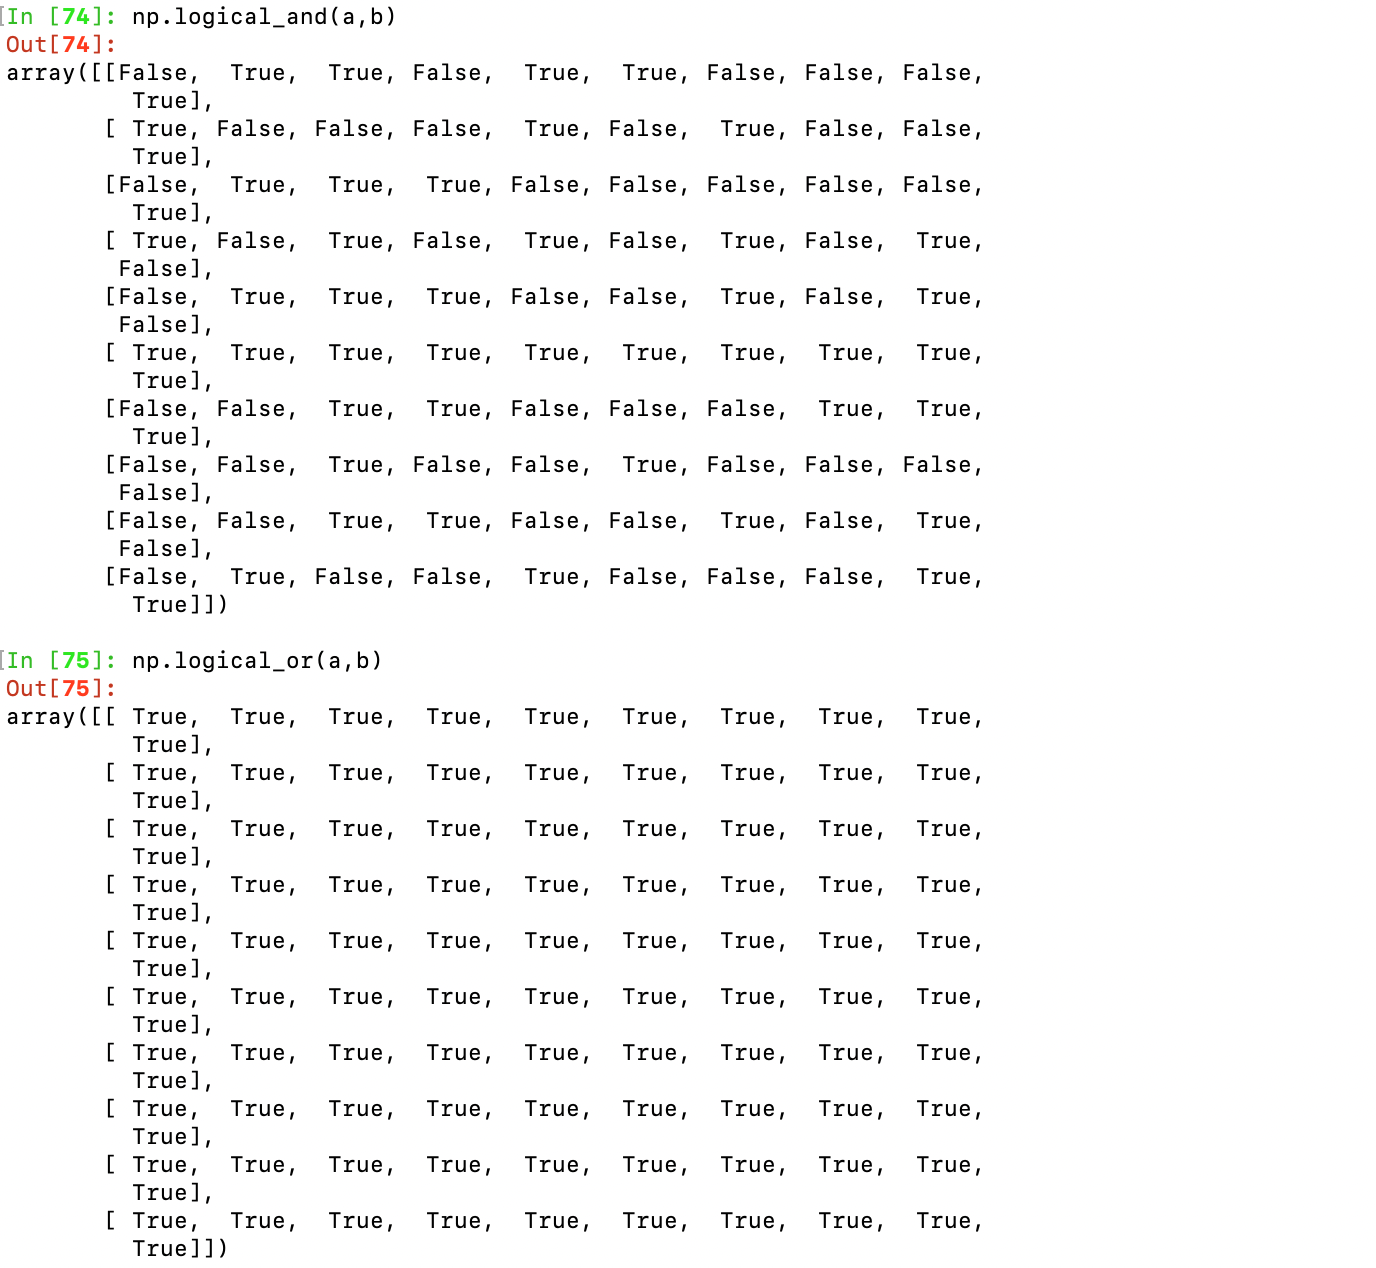 [In [74]: np.logical_and(a,b)
Out[74]:
array([[False,  True,  True, False,  True,  True, False, False, False,
         True],
       [ True, False, False, False,  True, False,  True, False, False,
         True],
       [False,  True,  True,  True, False, False, False, False, False,
         True],
       [ True, False,  True, False,  True, False,  True, False,  True,
        False],
       [False,  True,  True,  True, False, False,  True, False,  True,
        False],
       [ True,  True,  True,  True,  True,  True,  True,  True,  True,
         True],
       [False, False,  True,  True, False, False, False,  True,  True,
         True],
       [False, False,  True, False, False,  True, False, False, False,
        False],
       [False, False,  True,  True, False, False,  True, False,  True,
        False],
       [False,  True, False, False,  True, False, False, False,  True,
         True]])
[In [75]: np.logical_or(a,b)
Out[75]:
array([[ True,  True,  True,  True,  True,  True,  True,  True,  True,
         True],
       [ True,  True,  True,  True,  True,  True,  True,  True,  True,
         True],
       [ True,  True,  True,  True,  True,  True,  True,  True,  True,
         True],
       [ True,  True,  True,  True,  True,  True,  True,  True,  True,
         True],
       [ True,  True,  True,  True,  True,  True,  True,  True,  True,
         True],
       [ True,  True,  True,  True,  True,  True,  True,  True,  True,
         True],
       [ True,  True,  True,  True,  True,  True,  True,  True,  True,
         True],
       [ True,  True,  True,  True,  True,  True,  True,  True,  True,
         True],
       [ True,  True,  True,  True,  True,  True,  True,  True,  True,
         True],
       [ True,  True,  True,  True,  True,  True,  True,  True,  True,
         True]])